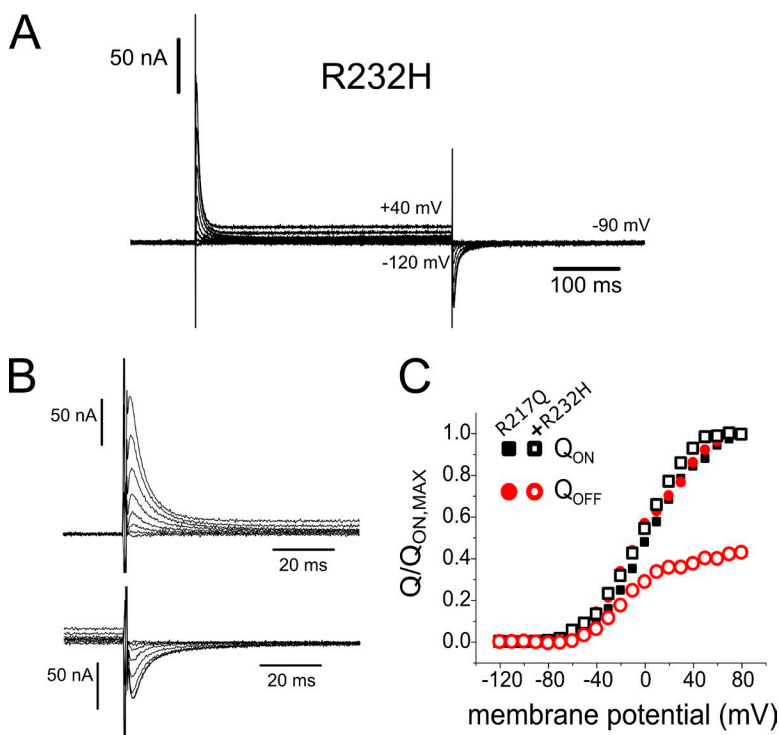 A
50 nA
R232H
+40 mV
-90 mV
-120 mV
100 ms
B
50 nA
20 ms
50 nA
20 ms
C
R217Q
+R232H
Q_ON
Q_OFF
1.0
0.8
0.6
0.4
0.2
0.0
Q/Q_ON,MAX
-120 -80 -40 0 40 80
membrane potential (mV)